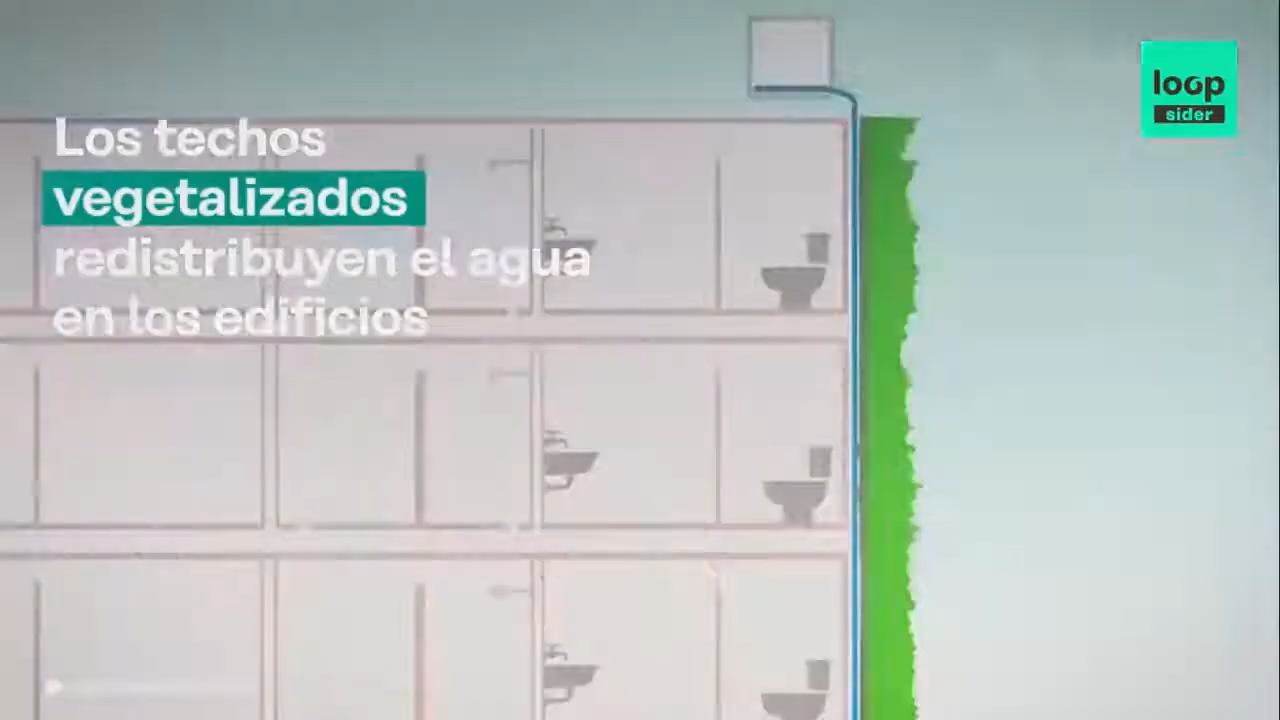 Los techos
vegetalizados
redistribuyen el agua
en los edificios
loop
sider